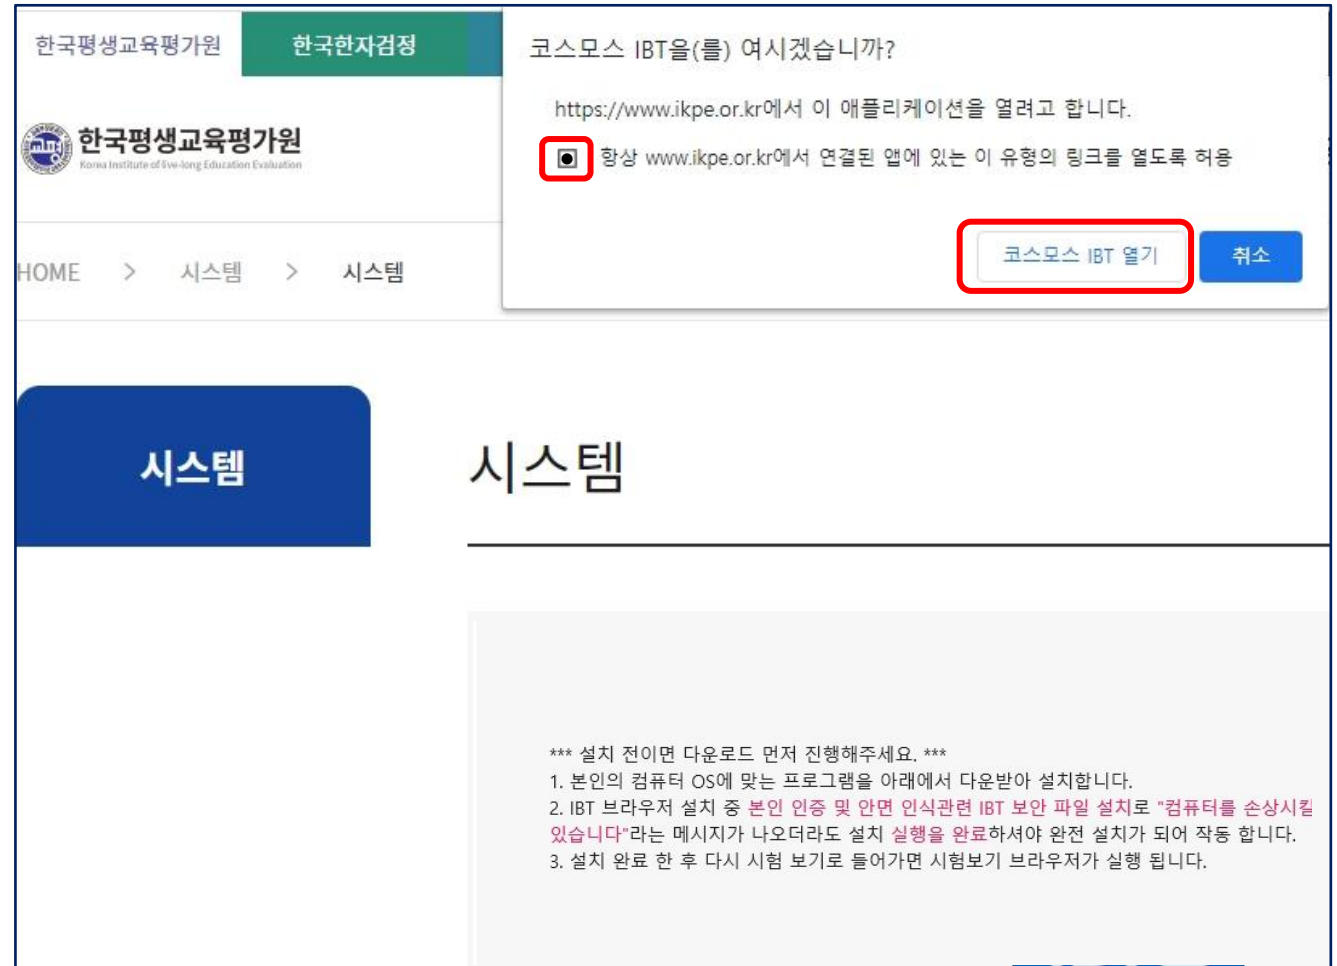 한국평생교육평가원
한국한자검정
코스모스 IBT을(를) 여시겠습니까?
https://www.ikpe.or.kr에서 이 애플리케이션을 열려고 합니다.
항상 www.ikpe.or.kr에서 연결된 앱에 있는 이 유형의 링크를 열도록 허용
코스모스 IBT 열기
취소
한국평생교육평가원
Korea Institute of live-long Education Evaluation
HOME > 시스템 > 시스템
시스템
시스템
*** 설치 전이면 다운로드 먼저 진행해주세요. ***
1. 본인의 컴퓨터 OS에 맞는 프로그램을 아래에서 다운받아 설치합니다.
2. IBT 브라우저 설치 중 본인 인증 및 안면 인식관련 IBT 보안 파일 설치로 "컴퓨터를 손상시킬
있습니다"라는 메시지가 나오더라도 설치 실행을 완료하셔야 완전 설치가 되어 작동 합니다.
3. 설치 완료 한 후 다시 시험 보기로 들어가면 시험보기 브라우저가 실행 됩니다.